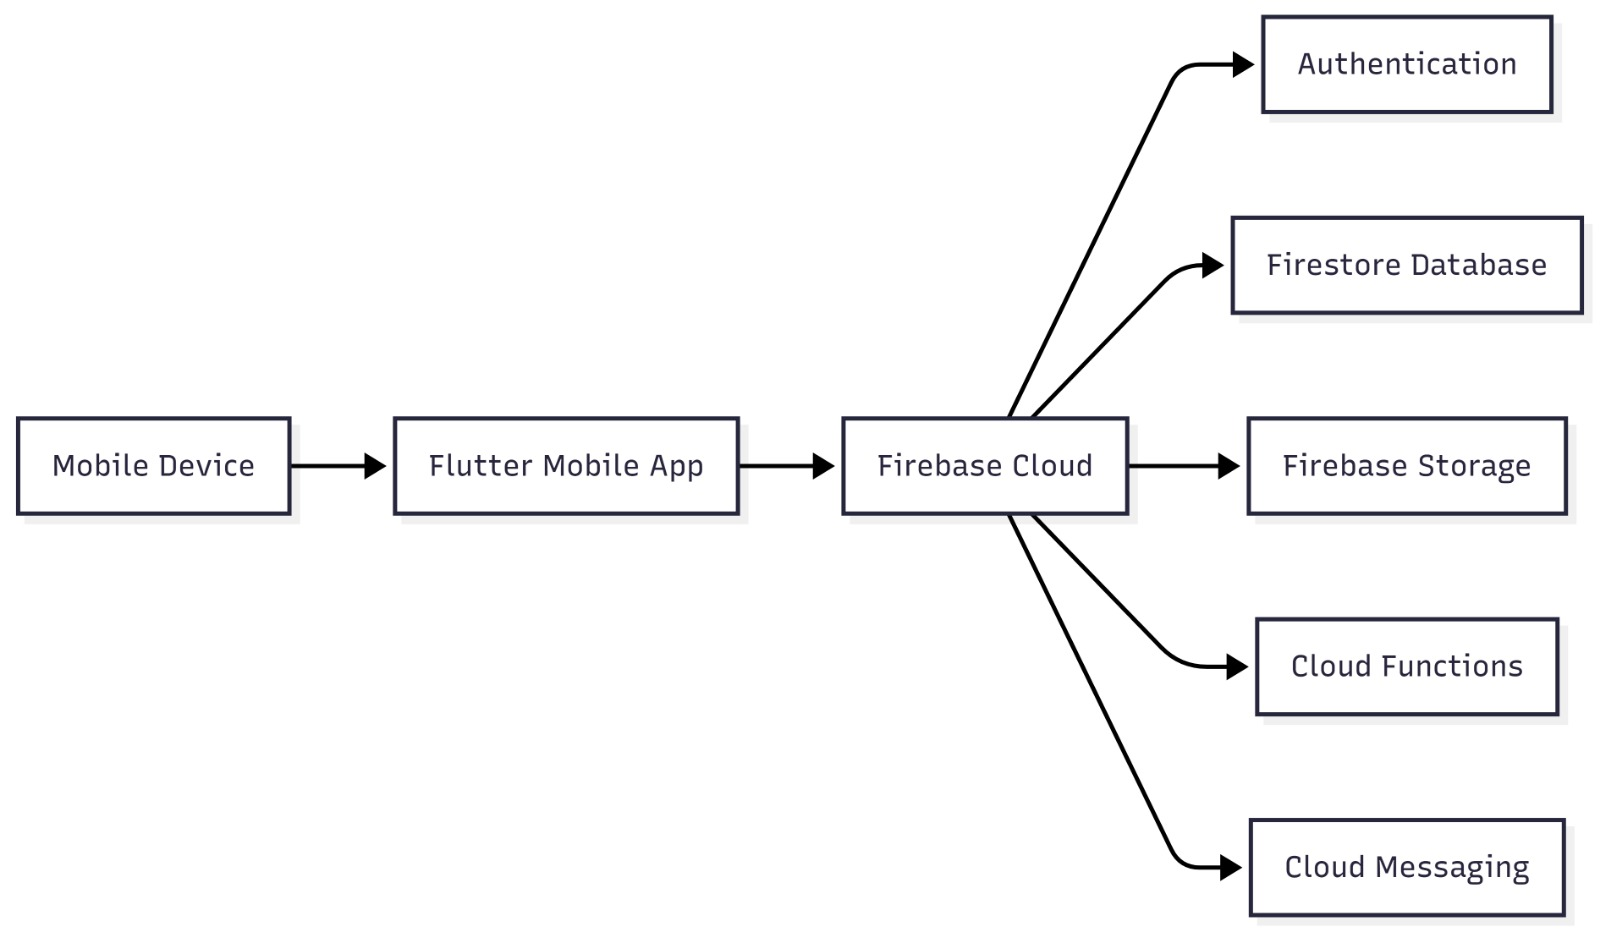 Authentication
Firestore Database
Mobile Device
Flutter Mobile App
Firebase Cloud
Firebase Storage
Cloud Functions
Cloud Messaging